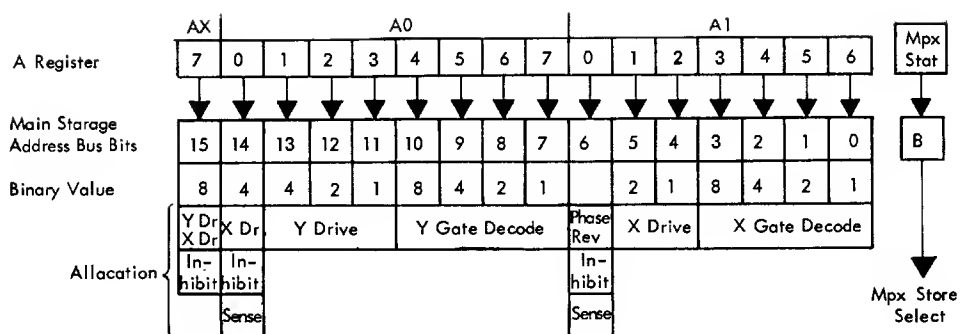 AX A0 A1
A Register 7 0 1 2 3 4 5 6 7 0 1 2 3 4 5 6 Mpx Stat
Main Starage
Address Bus Bits 15 14 13 12 11 10 9 8 7 6 5 4 3 2 1 0 B
Binary Value 8 4 4 2 1 8 4 2 1 2 1 8 4 2 1
Y Dr X Dr Y Drive Y Gate Decode Phase X Drive X Gate Decode
X Dr Rev
Allacation In- In- In-
hibit hibit hibit
Sense Sense
Mpx Store
Select